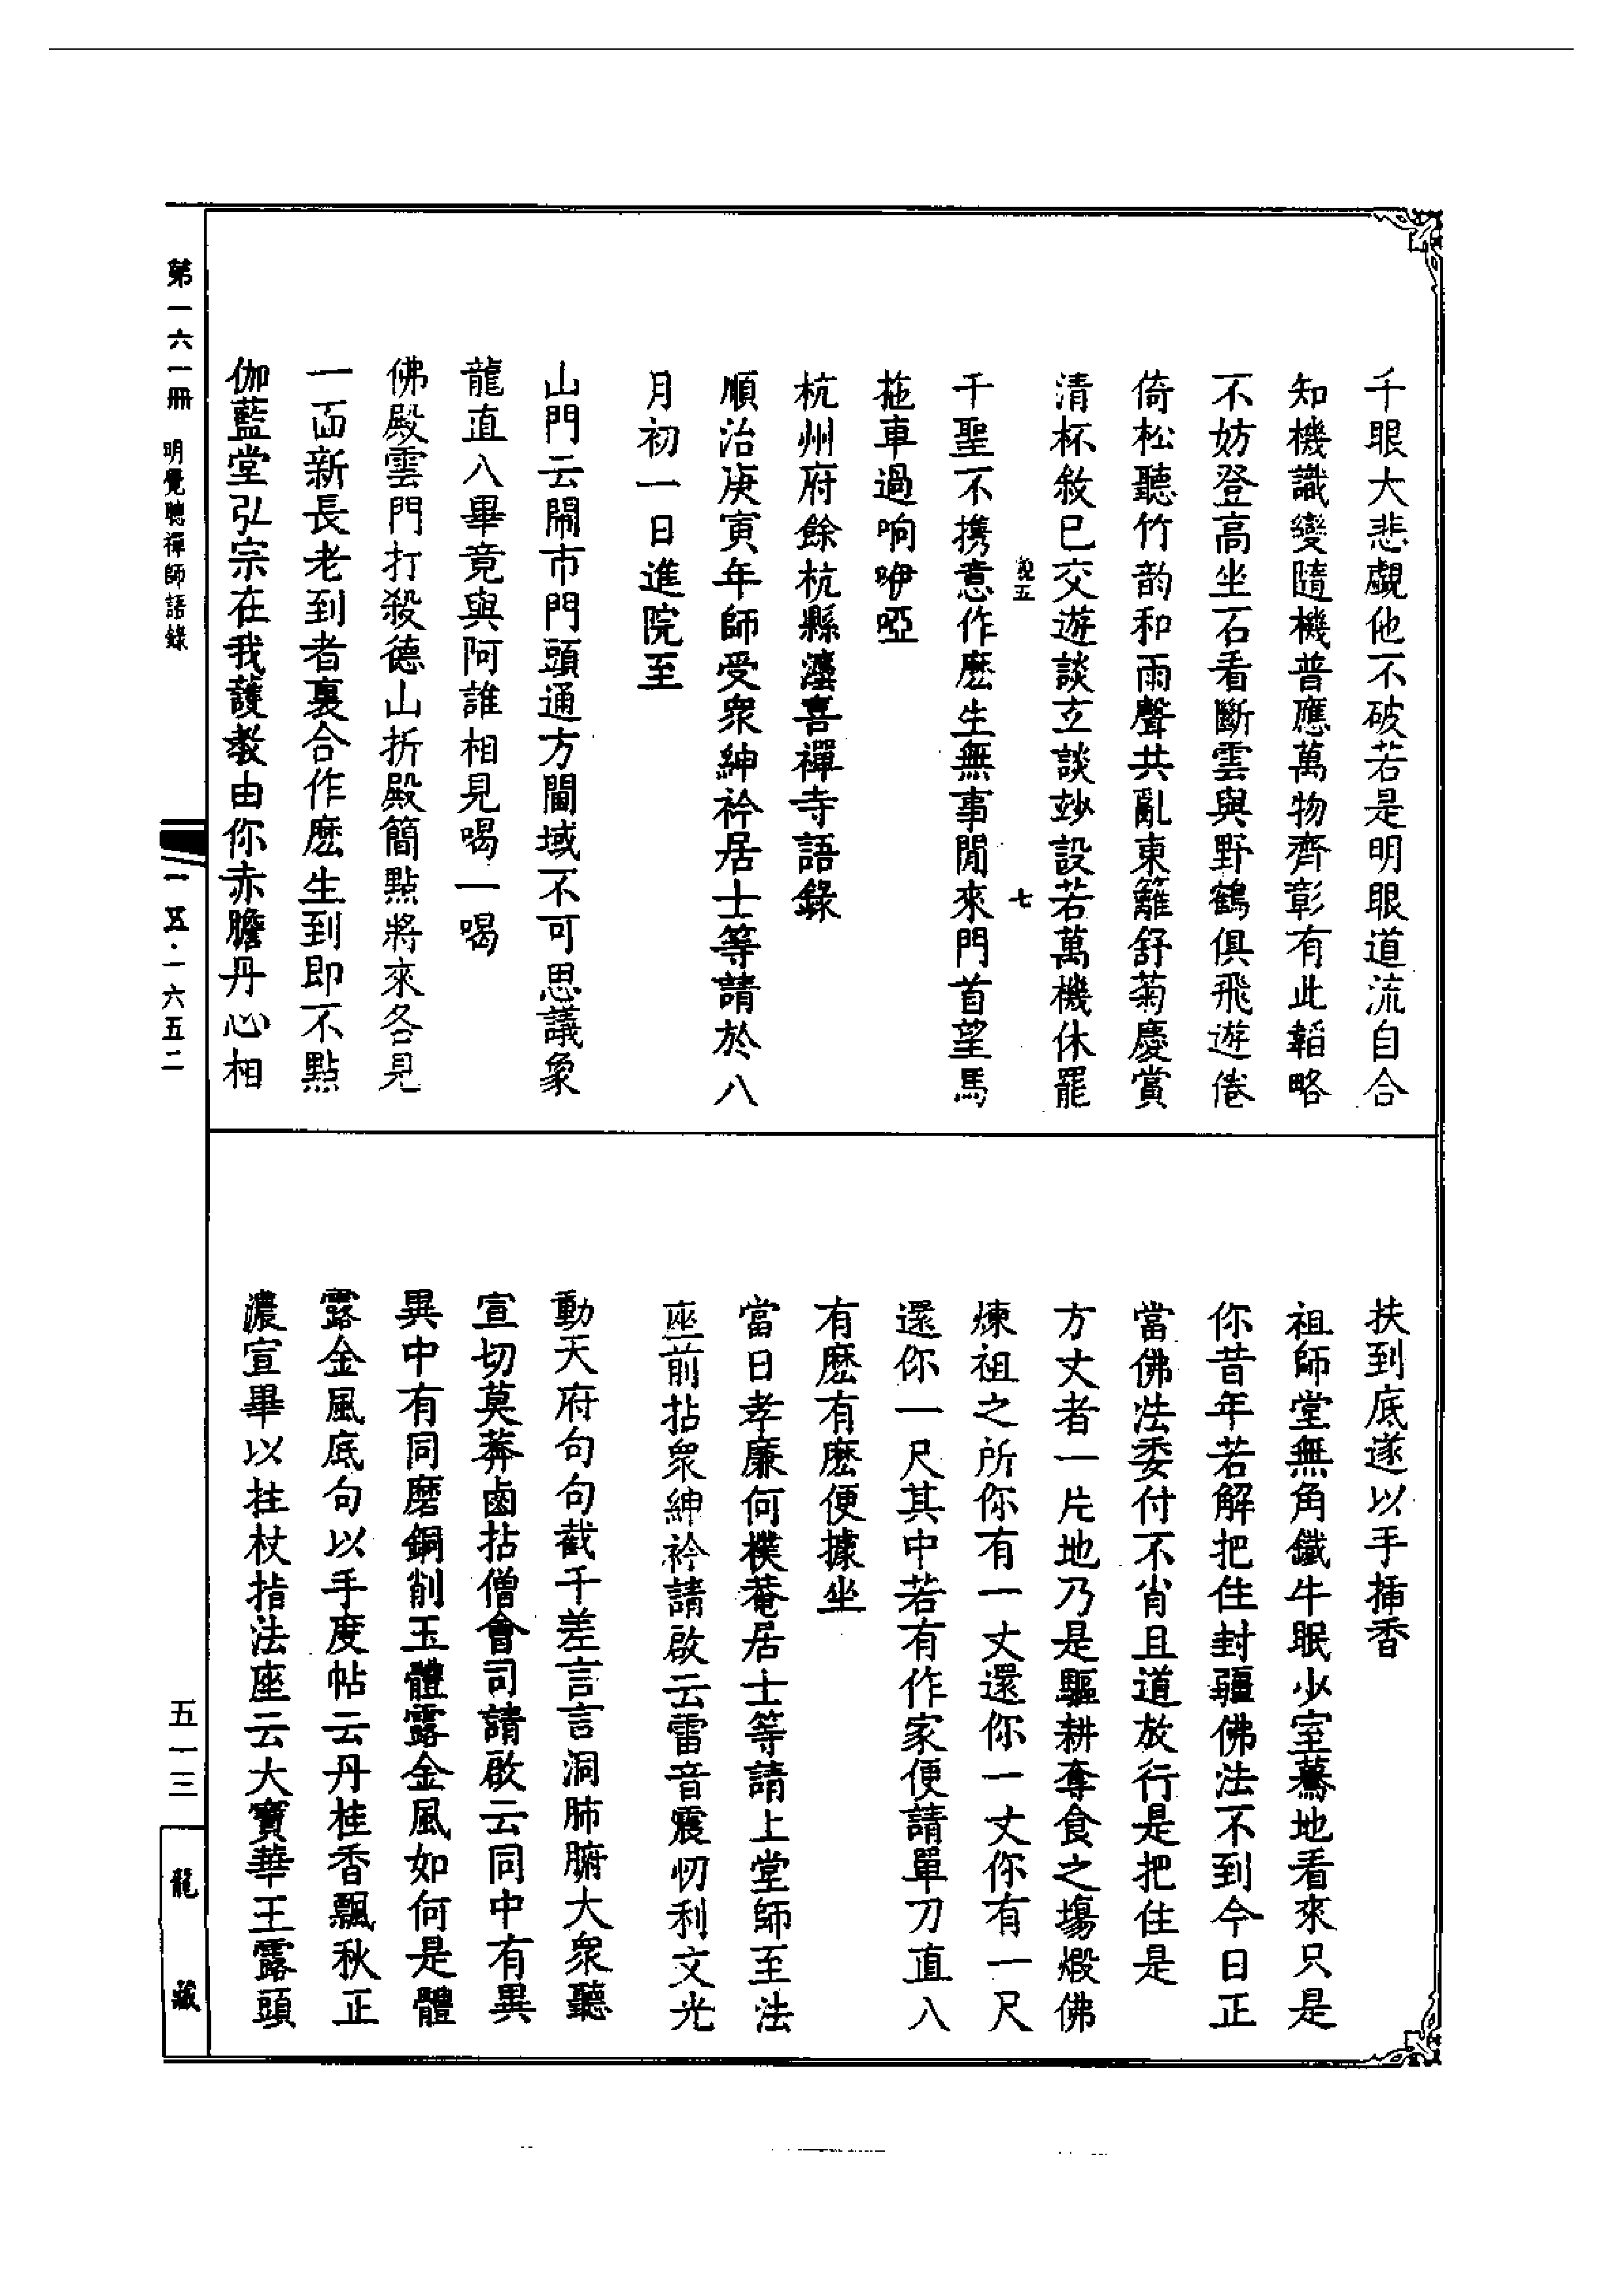 千眼大悲覷他不破若是明眼道流自合
知機識變隨機普應萬物齊彰有此韜略
不妨登高坐石看斷雲與野鶴俱飛遊倦
倚松聽竹韵和雨聲共亂東籬舒菊慶賞
清杯敘已交遊談玄談妙設若萬機休罷
說五　七
千聖不携意作麽生無事閒來門首望馬
拖車過响咿啞
杭州府餘杭縣瀍喜禪寺語錄
順治庚寅年師受衆紳衿居士等請於八
月初一日進院至
山門云鬧市門頭通方閫域不可思議象
龍直入畢竟與阿誰相見喝一喝
佛殿雲門打殺德山折殿簡點將來各見
一面新長老到者裏合作麽生到即不點
伽藍堂弘宗在我護教由你赤膽丹心相
扶到底遂以手插香
祖師堂無角鐵牛眠少室驀地看來只是
你昔年若解把住封疆佛法不到今日正
當佛法委付不肯且道放行是把住是
方丈者一片地乃是驅耕奪食之場煅佛
煉祖之所你有一丈還你一丈你有一尺
還你一尺其中若有作家便請單刀直入
有麽有麽便據坐
當日孝廉何樸菴居士等請上堂師至法
座前拈衆紳衿請啟云雷音震忉利文光
動天府句句截千差言言洞肺腑大衆聽
宣切莫莽鹵拈僧會司請啟云同中有異
異中有同磨銅削玉體露金風如何是體
露金風底句以手度帖云丹桂香飄秋正
濃宣畢以拄杖指法座云大寶華王露頭
第一六一冊　明覺聰禪師語錄
一五·一六五二
五一三
龍藏